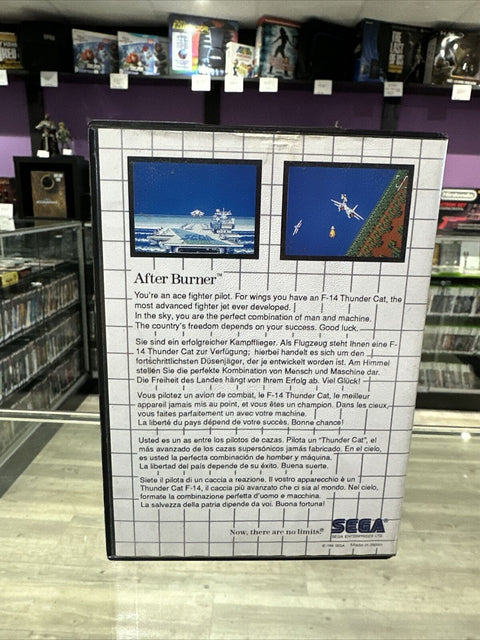 After Burner™
You're an ace fighter pilot. For wings you have an F-14 Thunder Cat, the
most advanced fighter jet ever developed.
In the sky, you are the perfect combination of man and machine.
The country's freedom depends on your success. Good luck.
Sie sind ein erfolgreicher Kampfflieger. Als Flugzeug steht Ihnen eine F-
14 Thunder Cat zur Verfügung; hierbei handelt es sich um den
fortschrittlichsten Düsenjäger, der je entwickelt worden ist. Am Himmel
stellen Sie die perfekte Kombination von Mensch und Maschine dar.
Die Freiheit des Landes hängt von Ihrem Erfolg ab. Viel Glück!
Vous pilotez un avion de combat, le F-14 Thunder Cat, le meilleur
appareil jamais mis au point, et vous êtes un champion. Dans les cieux,
vous faites parfaitement un avec votre machine.
La liberté du pays dépend de votre succès. Bonne chance!
Usted es un as entre los pilotos de cazas. Pilota un "Thunder Cat", el
más avanzado de los cazas supersónicos jamás fabricado. En el cielo,
es usted la perfecta combinación de hombre y máquina.
La libertad del país depende de su éxito. Buena suerte.
Siete il pilota di un caccia a reazione. Il vostro apparecchio è un
Thunder Cat F-14, il caccia più avanzato che ci sia al mondo. Nel cielo,
formate la combinazione perfetta d'uomo e macchina.
La salvezza della patria dipende da voi. Buona fortuna!
Now, there are no limits.®
SEGA®
SEGA ENTERPRISES LTD.
Made in Japan
THE LAST OF US
Nintendo